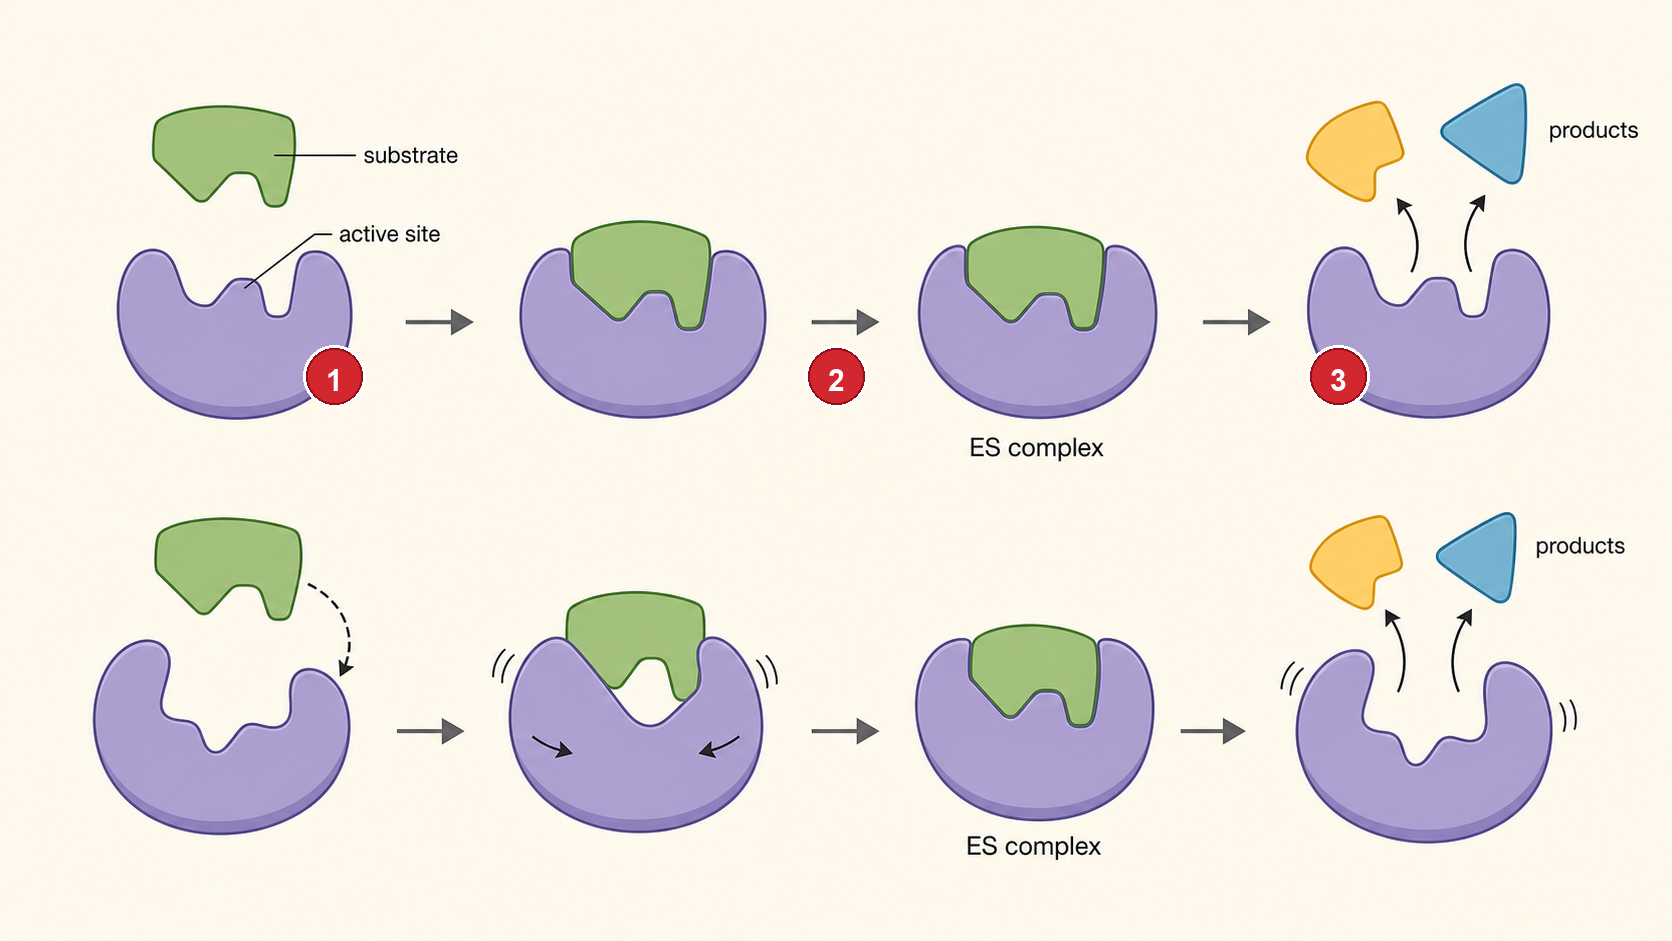 substrate
active site
products
1
2
3
ES complex
products
ES complex